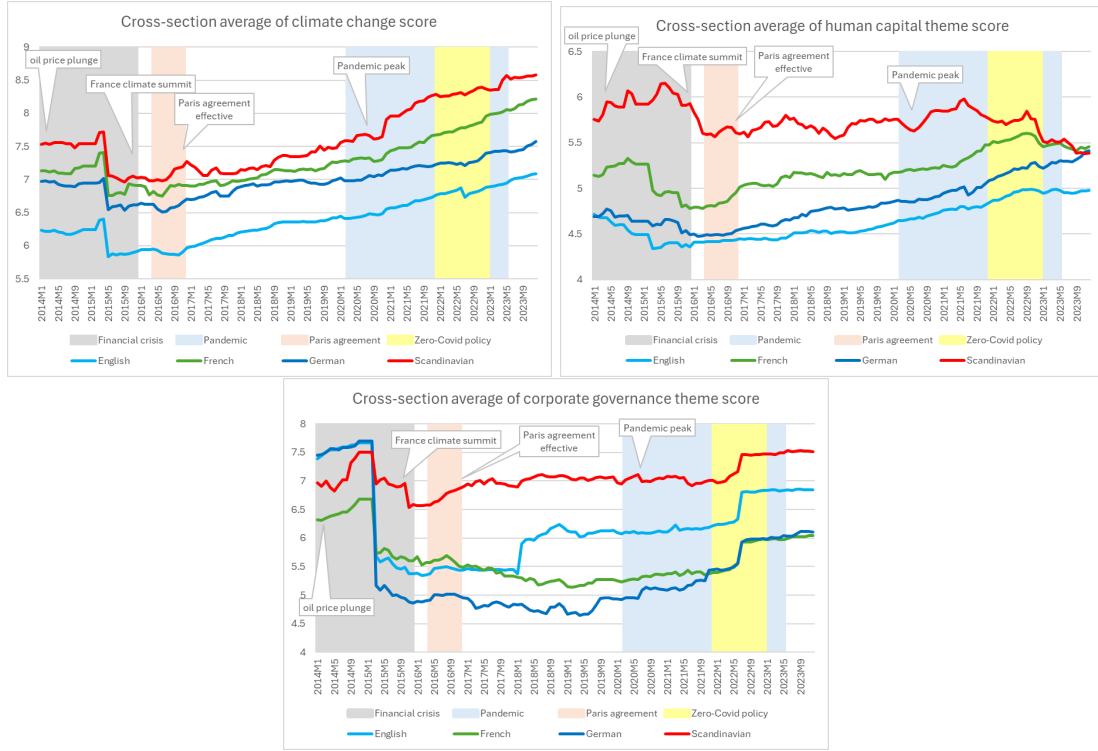 Cross-section average of climate change score
9
8.5
8
7.5
7
6.5
6
5.5
oil price plunge
France climate summit
Paris agreement
effective
Pandemic peak
2014M1
2014M5
2014M9
2015M1
2015M5
2015M9
2016M1
2016M5
2016M9
2017M1
2017M5
2017M9
2018M1
2018M5
2018M9
2019M1
2019M5
2019M9
2020M1
2020M5
2020M9
2021M1
2021M5
2021M9
2022M1
2022M5
2022M9
2023M1
2023M5
2023M9
Financial crisis Pandemic Paris agreement Zero-Covid policy
English French German Scandinavian
Cross-section average of human capital theme score
6.5
6
5.5
5
4.5
4
oil price plunge
France climate summit
Paris agreement
effective
Pandemic peak
2014M1
2014M5
2014M9
2015M1
2015M5
2015M9
2016M1
2016M5
2016M9
2017M1
2017M5
2017M9
2018M1
2018M5
2018M9
2019M1
2019M5
2019M9
2020M1
2020M5
2020M9
2021M1
2021M5
2021M9
2022M1
2022M5
2022M9
2023M1
2023M5
2023M9
Financial crisis Pandemic Paris agreement Zero-Covid policy
English French German Scandinavian
Cross-section average of corporate governance theme score
8
7.5
7
6.5
6
5.5
5
4.5
4
France climate summit
Paris agreement
effective
Pandemic peak
oil price plunge
2014M1
2014M5
2014M9
2015M1
2015M5
2015M9
2016M1
2016M5
2016M9
2017M1
2017M5
2017M9
2018M1
2018M5
2018M9
2019M1
2019M5
2019M9
2020M1
2020M5
2020M9
2021M1
2021M5
2021M9
2022M1
2022M5
2022M9
2023M1
2023M5
2023M9
Financial crisis Pandemic Paris agreement Zero-Covid policy
English French German Scandinavian